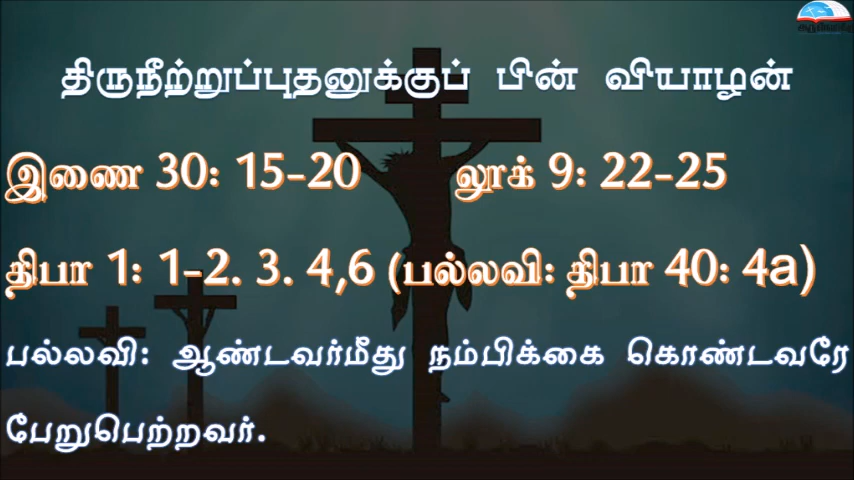 திருநீற்றுப்புதனுக்குப் பின் வியாழன்
இணை 30: 15-20 லூக் 9: 22-25
திபா 1: 1-2. 3. 4,6 (பல்லவி: திபா 40: 4a)
பல்லவி: ஆண்டவர்மீது நம்பிக்கை கொண்டவரே
பேறுபெற்றவர்.